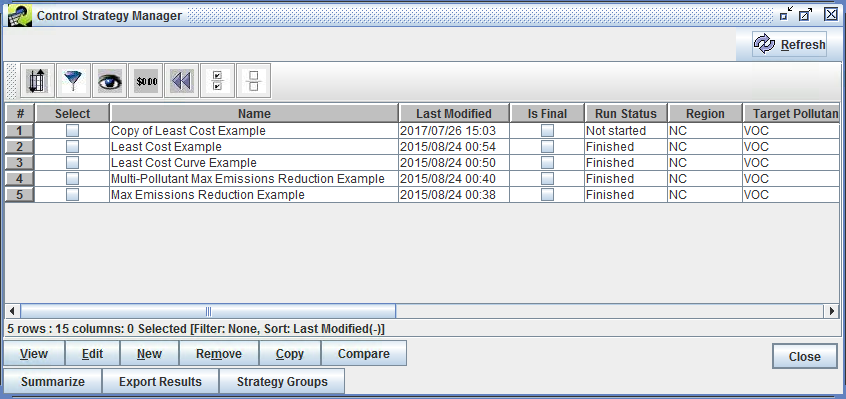 Control Strategy Manager
Refresh
$000
# Select Name Last Modified Is Final Run Status Region Target Pollutan
1 Copy of Least Cost Example 2017/07/26 15:03 Not started NC VOC
2 Least Cost Example 2015/08/24 00:54 Finished NC VOC
3 Least Cost Curve Example 2015/08/24 00:50 Finished NC VOC
4 Multi-Pollutant Max Emissions Reduction Example 2015/08/24 00:40 Finished NC VOC
5 Max Emissions Reduction Example 2015/08/24 00:38 Finished NC VOC
5 rows : 15 columns: 0 Selected [Filter: None, Sort: Last Modified(-)]
View Edit New Remove Copy Compare Close
Summarize Export Results Strategy Groups